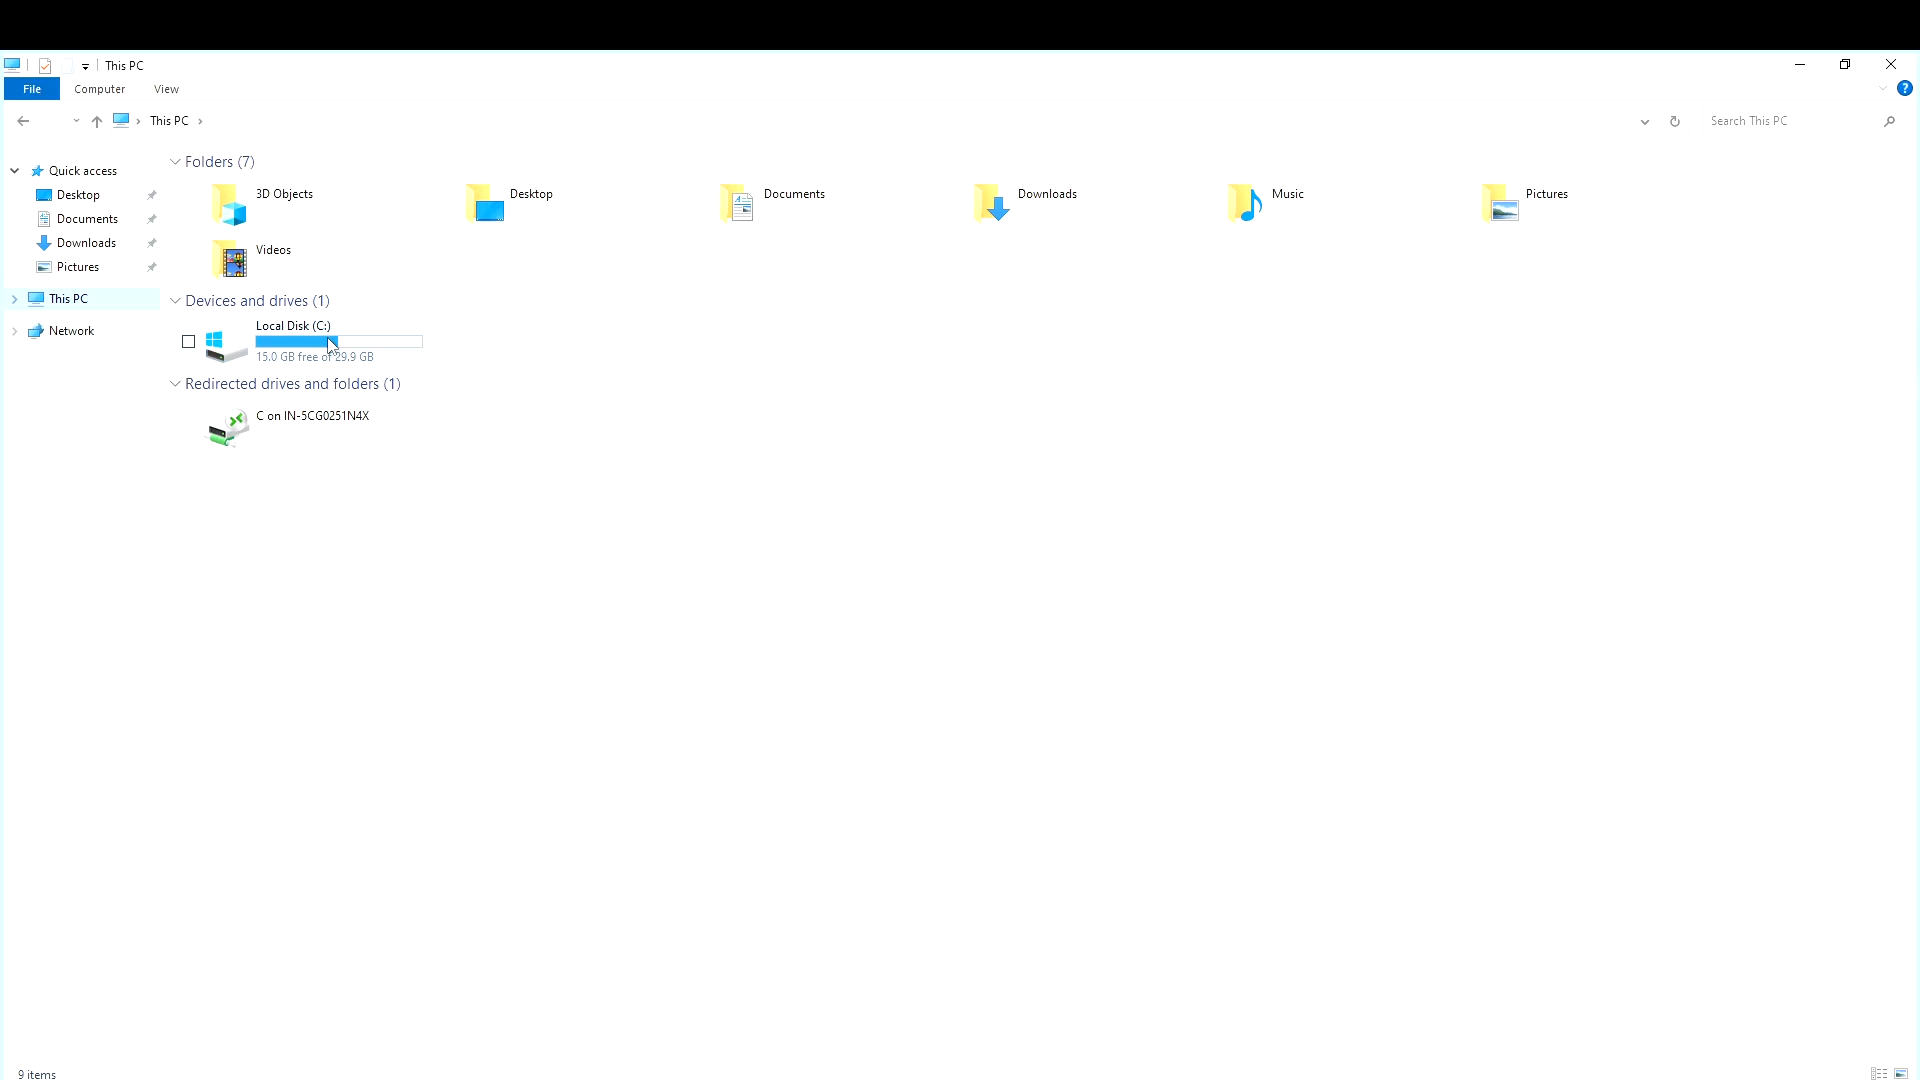 This PC
File Computer View
This PC
Search This PC
Quick access
Desktop
Documents
Downloads
Pictures
This PC
Network
Folders (7)
3D Objects
Desktop
Documents
Downloads
Music
Pictures
Videos
Devices and drives (1)
Local Disk (C:)
15.0 GB free of 29.9 GB
Redirected drives and folders (1)
C on IN-5CG0251N4X
9 items